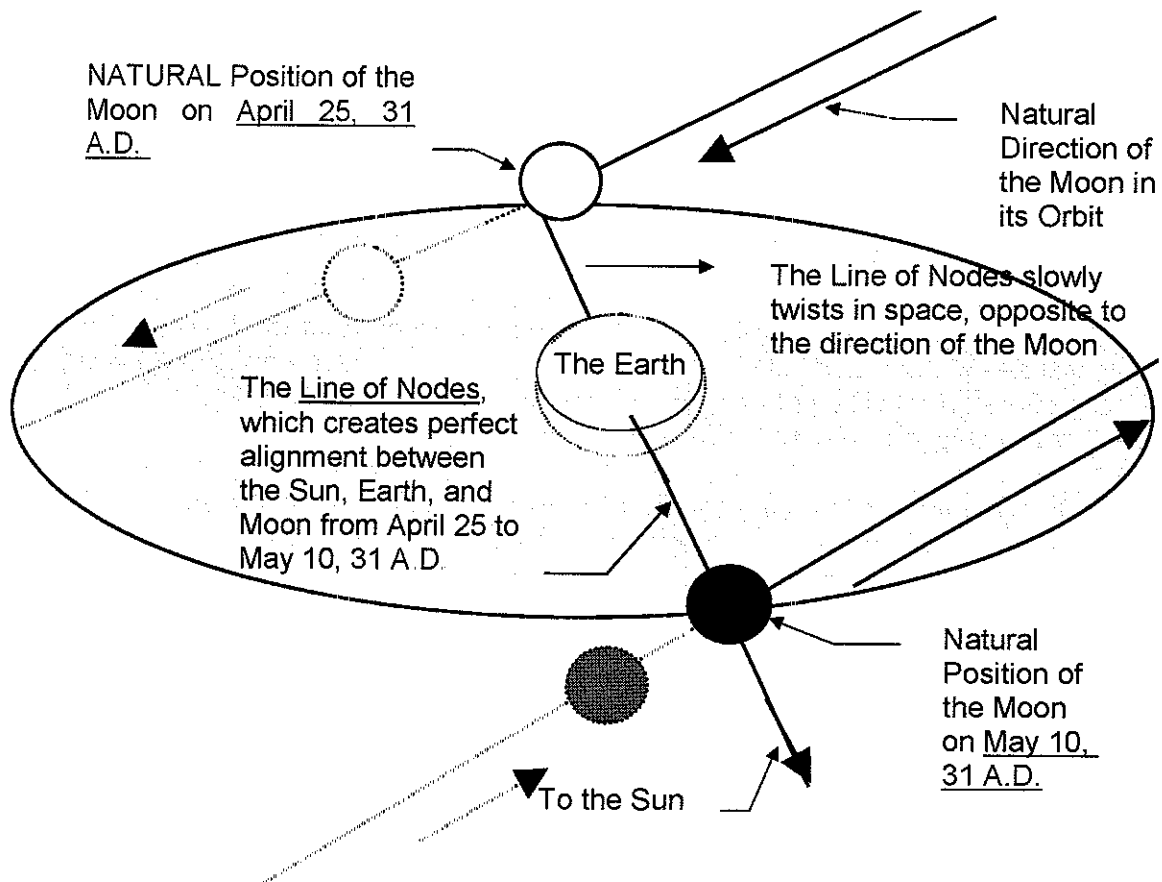 NATURAL Position of the
Moon on April 25, 31
A.D.
Natural
Direction of
the Moon in
its Orbit
The Line of Nodes slowly
twists in space, opposite to
the direction of the Moon
The Earth
The Line of Nodes,
which creates perfect
alignment between
the Sun, Earth, and
Moon from April 25 to
May 10, 31 A.D.
Natural
Position of
the Moon
on May 10,
31 A.D.
To the Sun